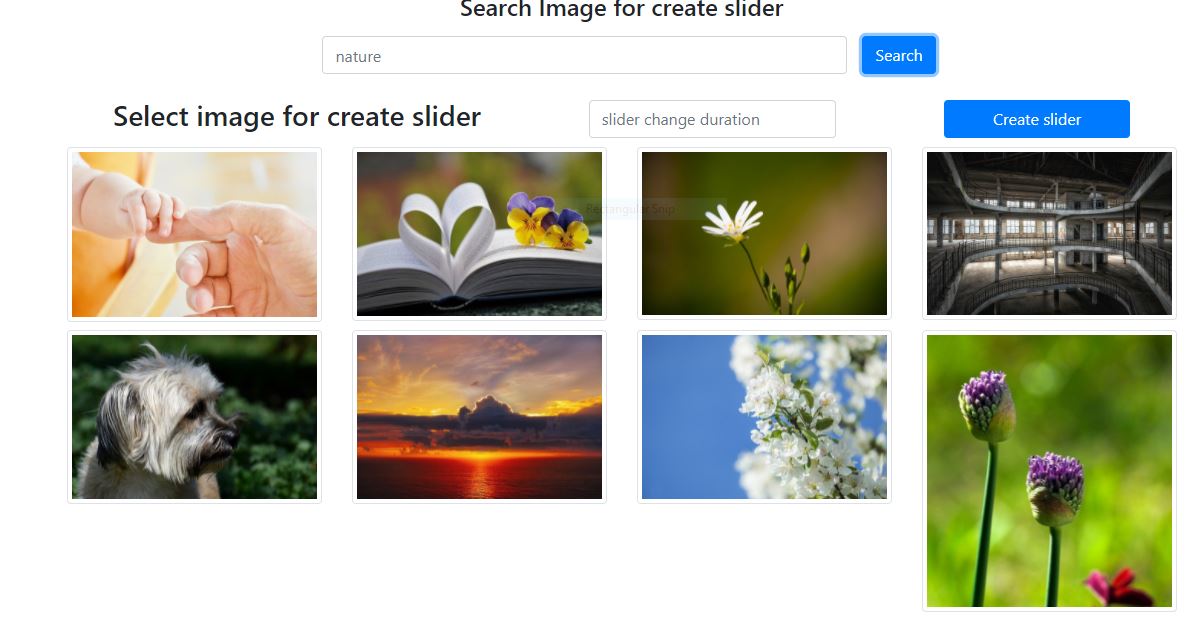 Search Image for create slider
nature
Search
Select image for create slider
slider change duration
Create slider
Rectangular Snip